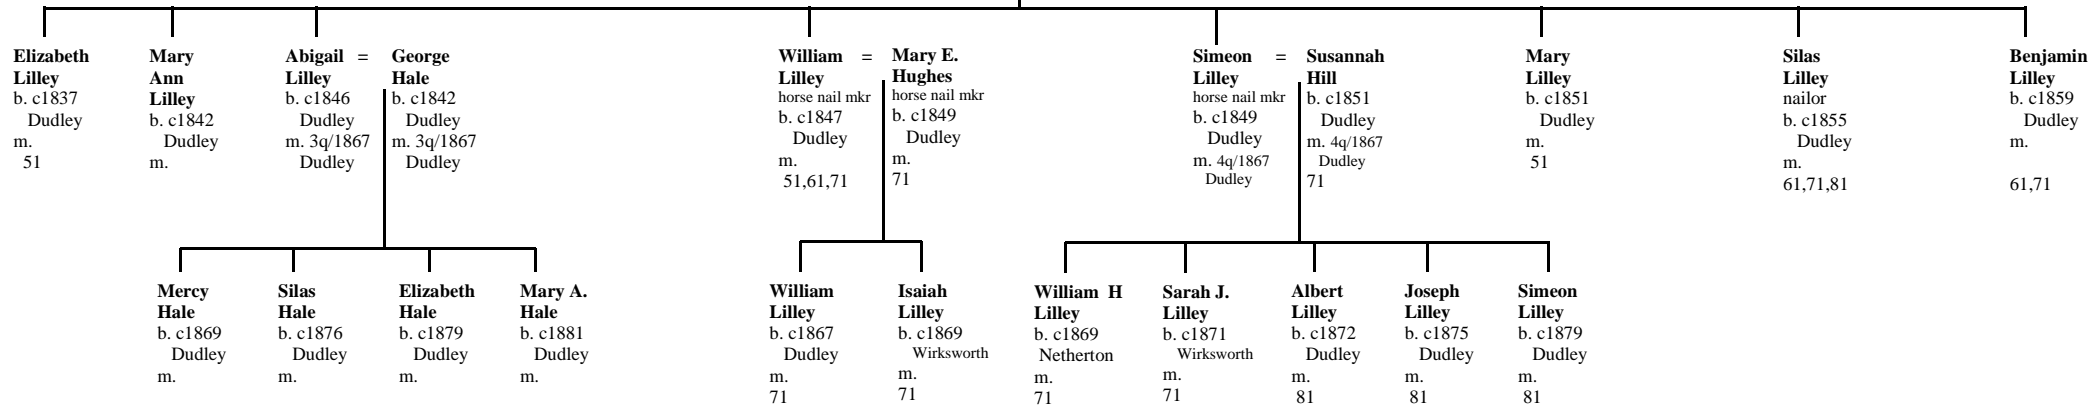 Elizabeth
Lilley
b. c1837
Dudley
m.
51
Mary
Ann
Lilley
b. c1842
Dudley
m.
Abigail =
Lilley
b. c1846
Dudley
m. 3q/1867
Dudley
George
Hale
b. c1842
Dudley
m. 3q/1867
Dudley
William =
Lilley
horse nail mkr
b. c1847
Dudley
m.
51,61,71
Mary E.
Hughes
horse nail mkr
b. c1849
Dudley
m.
71
Simeon =
Lilley
horse nail mkr
b. c1849
Dudley
m. 4q/1867
Dudley
Susannah
Hill
b. c1851
Dudley
m. 4q/1867
Dudley
71
Mary
Lilley
b. c1851
Dudley
m.
51
Silas
Lilley
nailor
b. c1855
Dudley
m.
61,71,81
Benjamin
Lilley
b. c1859
Dudley
m.
61,71
Mercy
Hale
b. c1869
Dudley
m.
Silas
Hale
b. c1876
Dudley
m.
Elizabeth
Hale
b. c1879
Dudley
m.
Mary A.
Hale
b. c1881
Dudley
m.
William
Lilley
b. c1867
Dudley
m.
71
Isaiah
Lilley
b. c1869
Wirksworth
m.
71
William H
Lilley
b. c1869
Netherton
m.
71
Sarah J.
Lilley
b. c1871
Wirksworth
m.
71
Albert
Lilley
b. c1872
Dudley
m.
81
Joseph
Lilley
b. c1875
Dudley
m.
81
Simeon
Lilley
b. c1879
Dudley
m.
81